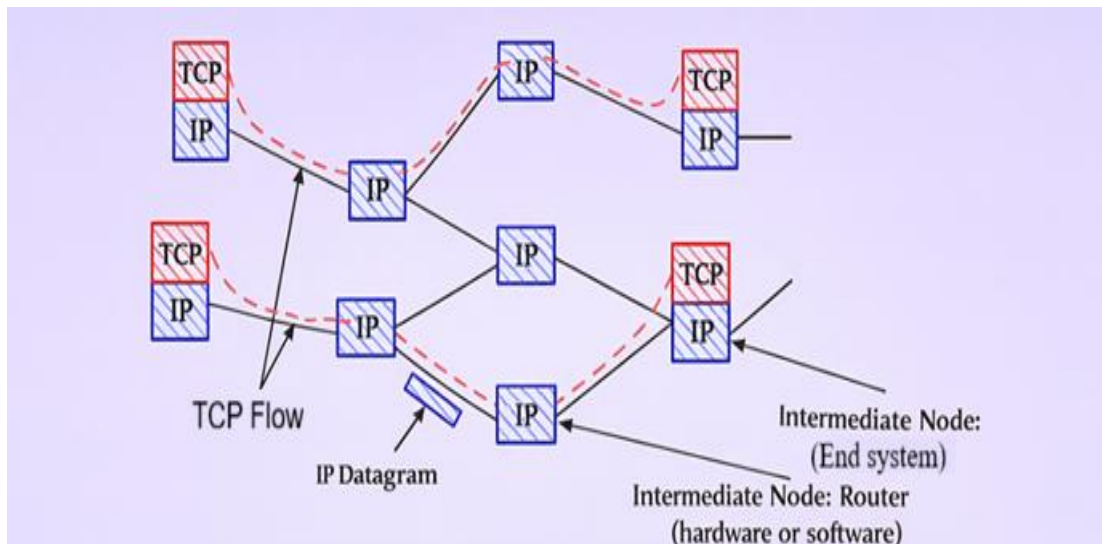 TCP
IP
IP
IP
TCP
IP
TCP
IP
IP
IP
TCP
IP
IP
TCP Flow
IP Datagram
Intermediate Node:
(End system)
Intermediate Node: Router
(hardware or software)